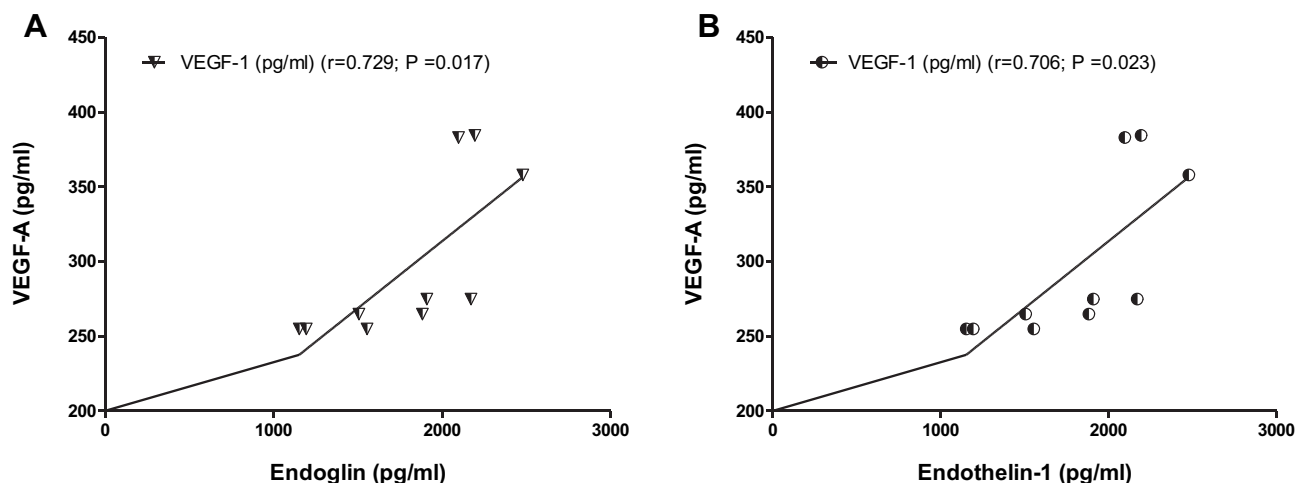 A
VEGF-1 (pg/ml) (r=0.729; P =0.017)
VEGF-A (pg/ml)
450
400
350
300
250
200
0
1000
2000
3000
Endoglin (pg/ml)
B
VEGF-1 (pg/ml) (r=0.706; P =0.023)
VEGF-A (pg/ml)
450
400
350
300
250
200
0
1000
2000
3000
Endothelin-1 (pg/ml)